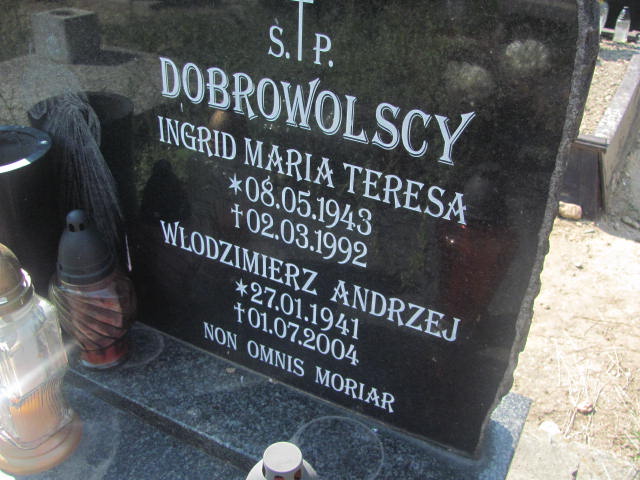 Ś. P.
DOBROWOLSCY
INGRID MARIA TERESA
*08.05.1943
†02.03.1992
WŁODZIMIERZ ANDRZEJ
*27.01.1941
†01.07.2004
NON OMNIS MORIAR